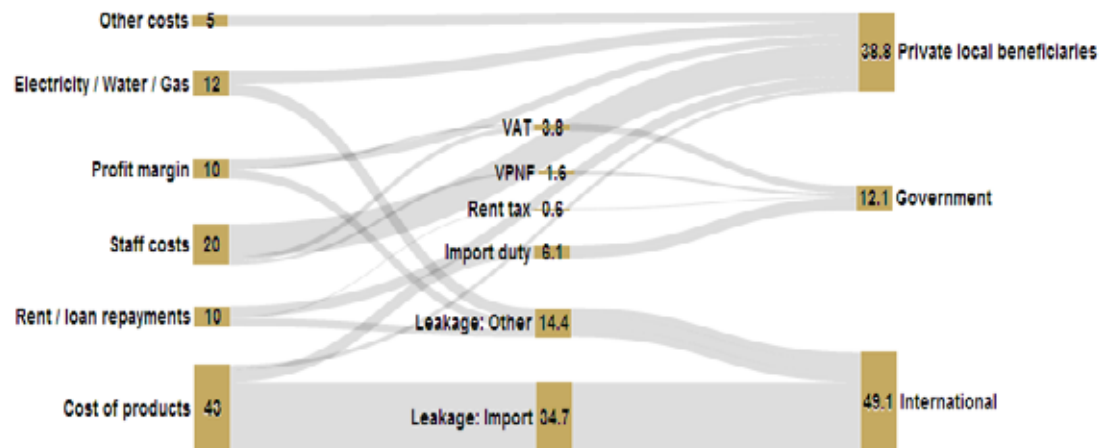 Other costs 5
Electricity / Water / Gas 12
Profit margin 10
Staff costs 20
Rent / loan repayments 10
Cost of products 43
VAT 3.8
VPNF 1.6
Rent tax 0.6
Import duty 6.1
Leakage: Other 14.4
Leakage: Import 34.7
38.8 Private local beneficiaries
12.1 Government
49.1 International